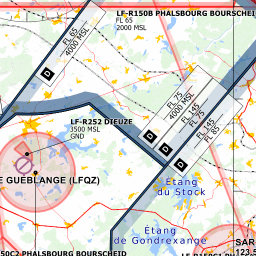 LF-R150B PHALSBOURG BOURSCHEID
FL 65
2000 MSL
FL 65
4000 MSL
LF-R252 DIEUZE
3500 MSL
GND
FL 75
4000 MSL
FL 145
FL 75
FL 145
FL 85
E GUEBLANGE (LFQZ)
Etang
du Stock
Etang
de Gondrexange
SAR
123.5
50C2 PHALSBOURG BOURSCHEID